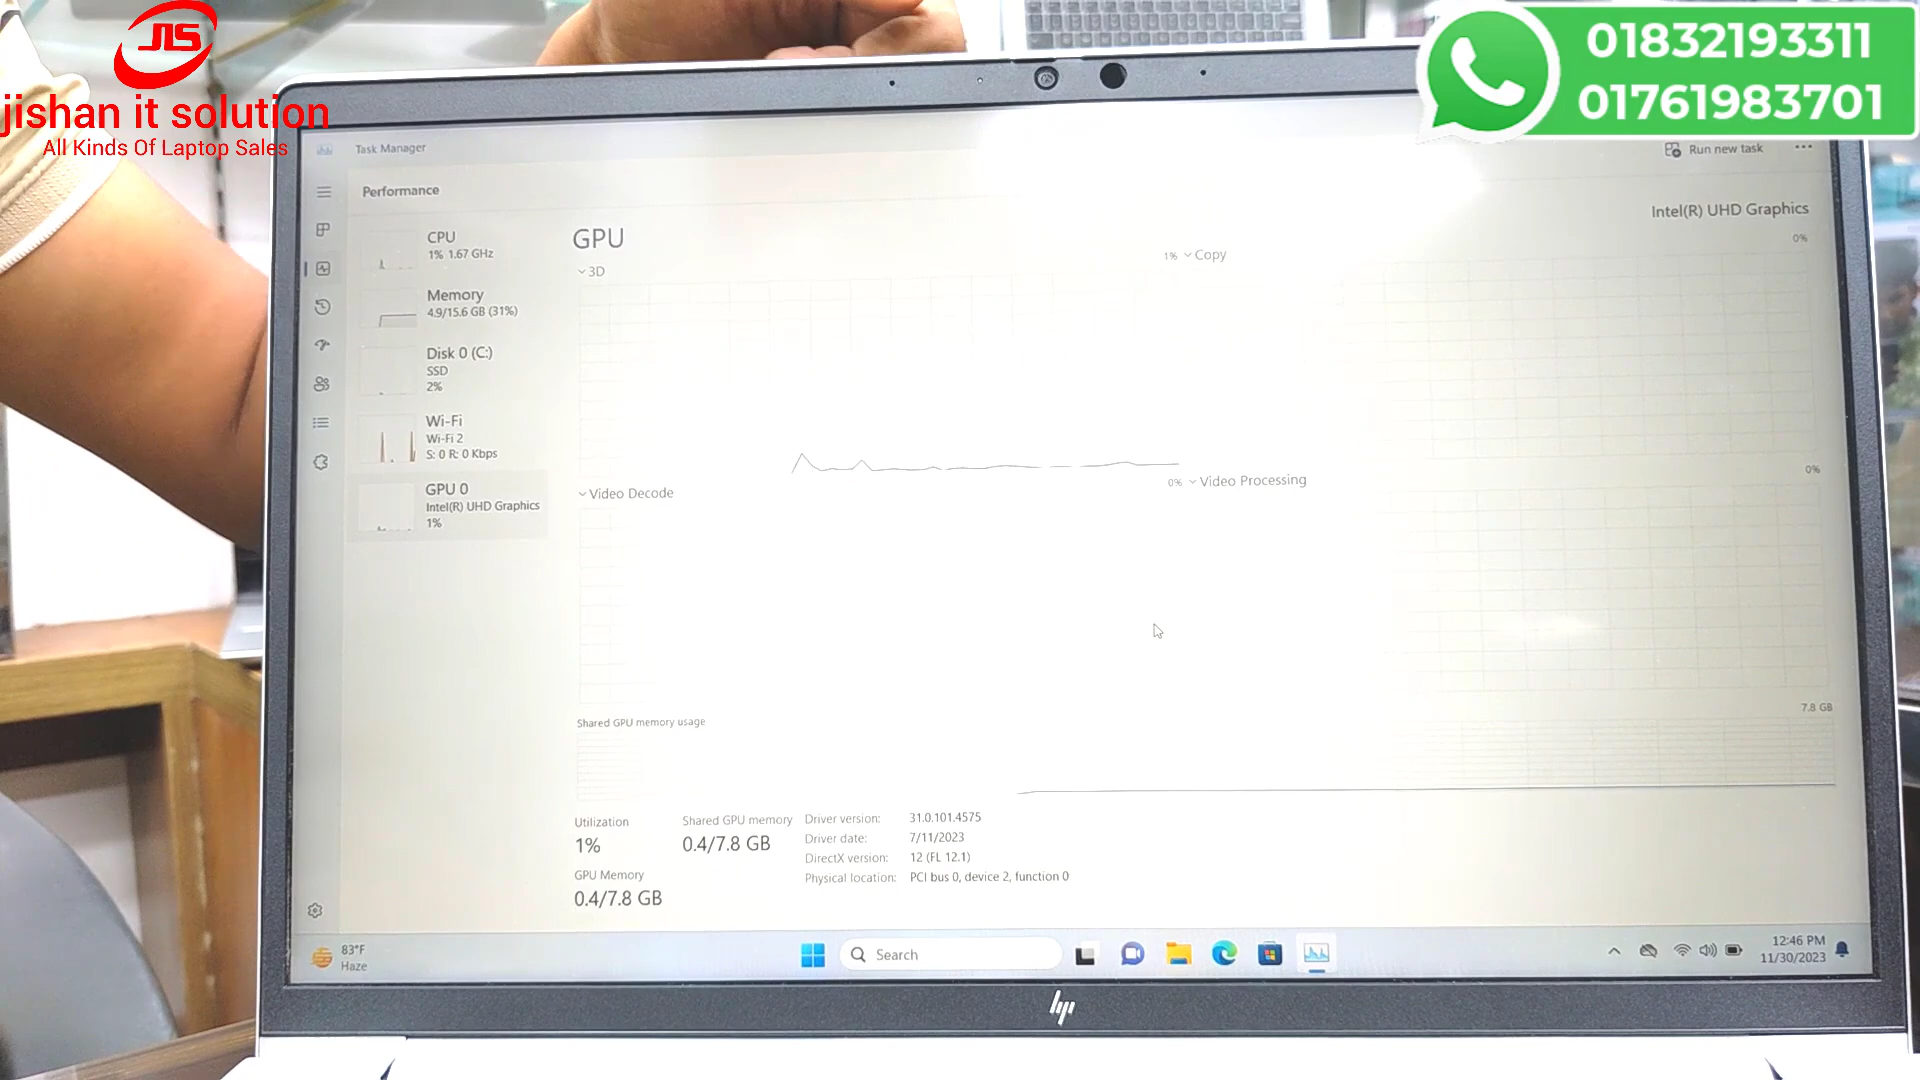 JIS
jishan it solution
All Kinds Of Laptop Sales
01832193311
01761983701
Task Manager
Run new task
Performance
Intel(R) UHD Graphics
CPU
1% 1.67 GHz
Memory
4.9/15.6 GB (31%)
Disk 0 (C:)
SSD
2%
Wi-Fi
Wi-Fi 2
S: 0 R: 0 Kbps
GPU 0
Intel(R) UHD Graphics
1%
GPU
3D
1% Copy
0%
Video Decode
0% Video Processing
0%
Shared GPU memory usage
7.8 GB
Utilization
1%
Shared GPU memory
0.4/7.8 GB
GPU Memory
0.4/7.8 GB
Driver version: 31.0.101.4575
Driver date: 7/11/2023
DirectX version: 12 (FL 12.1)
Physical location: PCI bus 0, device 2, function 0
83°F
Haze
Search
12:46 PM
11/30/2023
hp